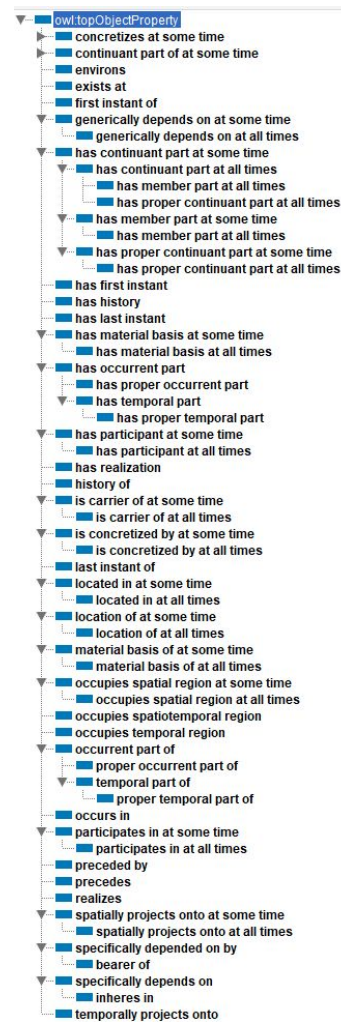 owl:topObjectProperty
concretizes at some time
continuant part of at some time
environs
exists at
first instant of
generically depends on at some time
generically depends on at all times
has continuant part at some time
has continuant part at all times
has member part at all times
has proper continuant part at all times
has member part at some time
has member part at all times
has proper continuant part at some time
has proper continuant part at all times
has first instant
has history
has last instant
has material basis at some time
has material basis at all times
has occurrent part
has proper occurrent part
has temporal part
has proper temporal part
has participant at some time
has participant at all times
has realization
history of
is carrier of at some time
is carrier of at all times
is concretized by at some time
is concretized by at all times
last instant of
located in at some time
located in at all times
location of at some time
location of at all times
material basis of at some time
material basis of at all times
occupies spatial region at some time
occupies spatial region at all times
occupies spatiotemporal region
occupies temporal region
occurrent part of
proper occurrent part of
temporal part of
proper temporal part of
occurs in
participates in at some time
participates in at all times
preceded by
precedes
realizes
spatially projects onto at some time
spatially projects onto at all times
specifically depended on by
bearer of
specifically depends on
inheres in
temporally projects onto